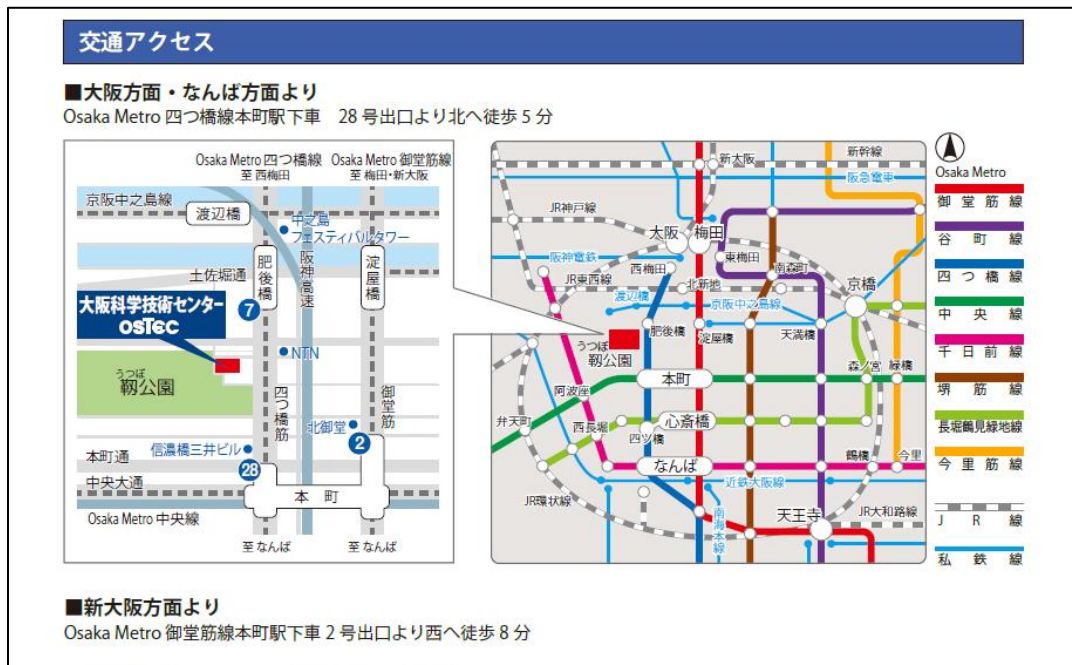 交通アクセス
■大阪方面・なんば方面より
Osaka Metro 四つ橋線本町駅下車 28 号出口より北へ徒歩 5 分
Osaka Metro 四つ橋線
至 西梅田
Osaka Metro 御堂筋線
至 梅田・新大阪
京阪中之島線
渡辺橋
中之島
フェスティバルタワー
肥後橋
阪神高速
淀屋橋
土佐堀通
大阪科学技術センター
OSTEC
7
NTN
うつぼ
靭公園
四つ橋筋
御堂筋
北御堂
2
信濃橋三井ビル
28
本町通
中央大通
本 町
Osaka Metro 中央線
至 なんば
至 なんば
新大阪
新幹線
阪急電車
JR神戸線
大阪
梅田
阪神電鉄
西梅田
東梅田
南森町
JR東西線
北新地
京橋
渡辺橋
京阪中之島線
肥後橋
淀屋橋
天満橋
うつぼ
靭公園
森ノ宮
緑橋
本町
阿波座
弁天町
西長堀
四ツ橋
心斎橋
なんば
鶴橋
今里
近鉄大阪線
JR環状線
南海本線
天王寺
JR大和路線
Osaka Metro
御堂筋線
谷町線
四つ橋線
中央線
千日前線
堺筋線
長堀鶴見緑地線
今里筋線
JR線
私鉄線
■新大阪方面より
Osaka Metro 御堂筋線本町駅下車 2 号出口より西へ徒歩 8 分